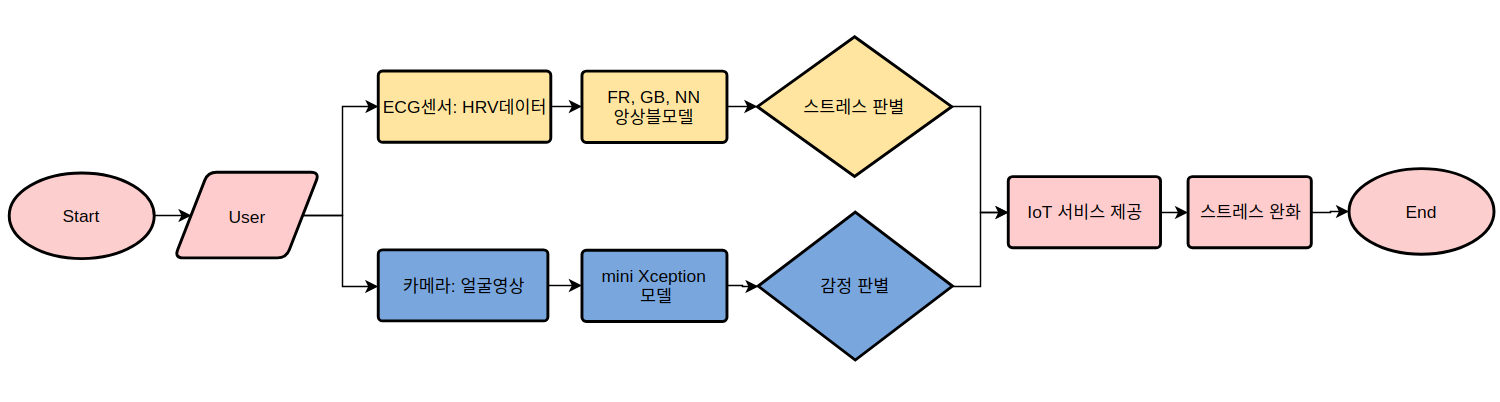 Start
User
ECG센서: HRV데이터
FR, GB, NN
앙상블모델
스트레스 판별
카메라: 얼굴영상
mini Xception
모델
감정 판별
IoT 서비스 제공
스트레스 완화
End